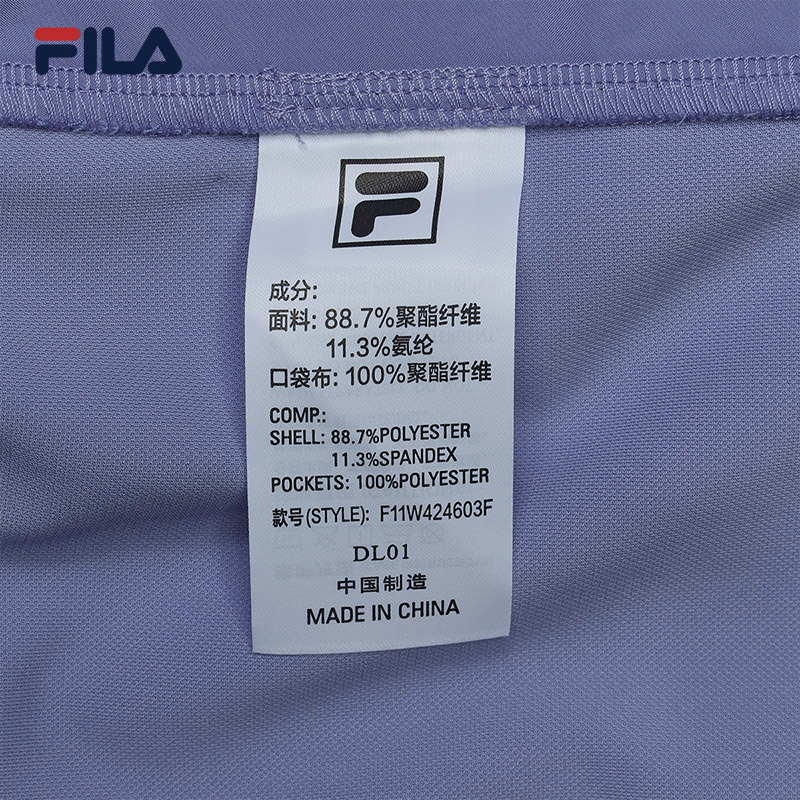 FILA
F
成分:
面料: 88.7%聚酯纤维
11.3%氨纶
口袋布: 100%聚酯纤维
COMP.:
SHELL: 88.7%POLYESTER
11.3%SPANDEX
POCKETS: 100%POLYESTER
款号(STYLE): F11W424603F
DL01
中国制造
MADE IN CHINA